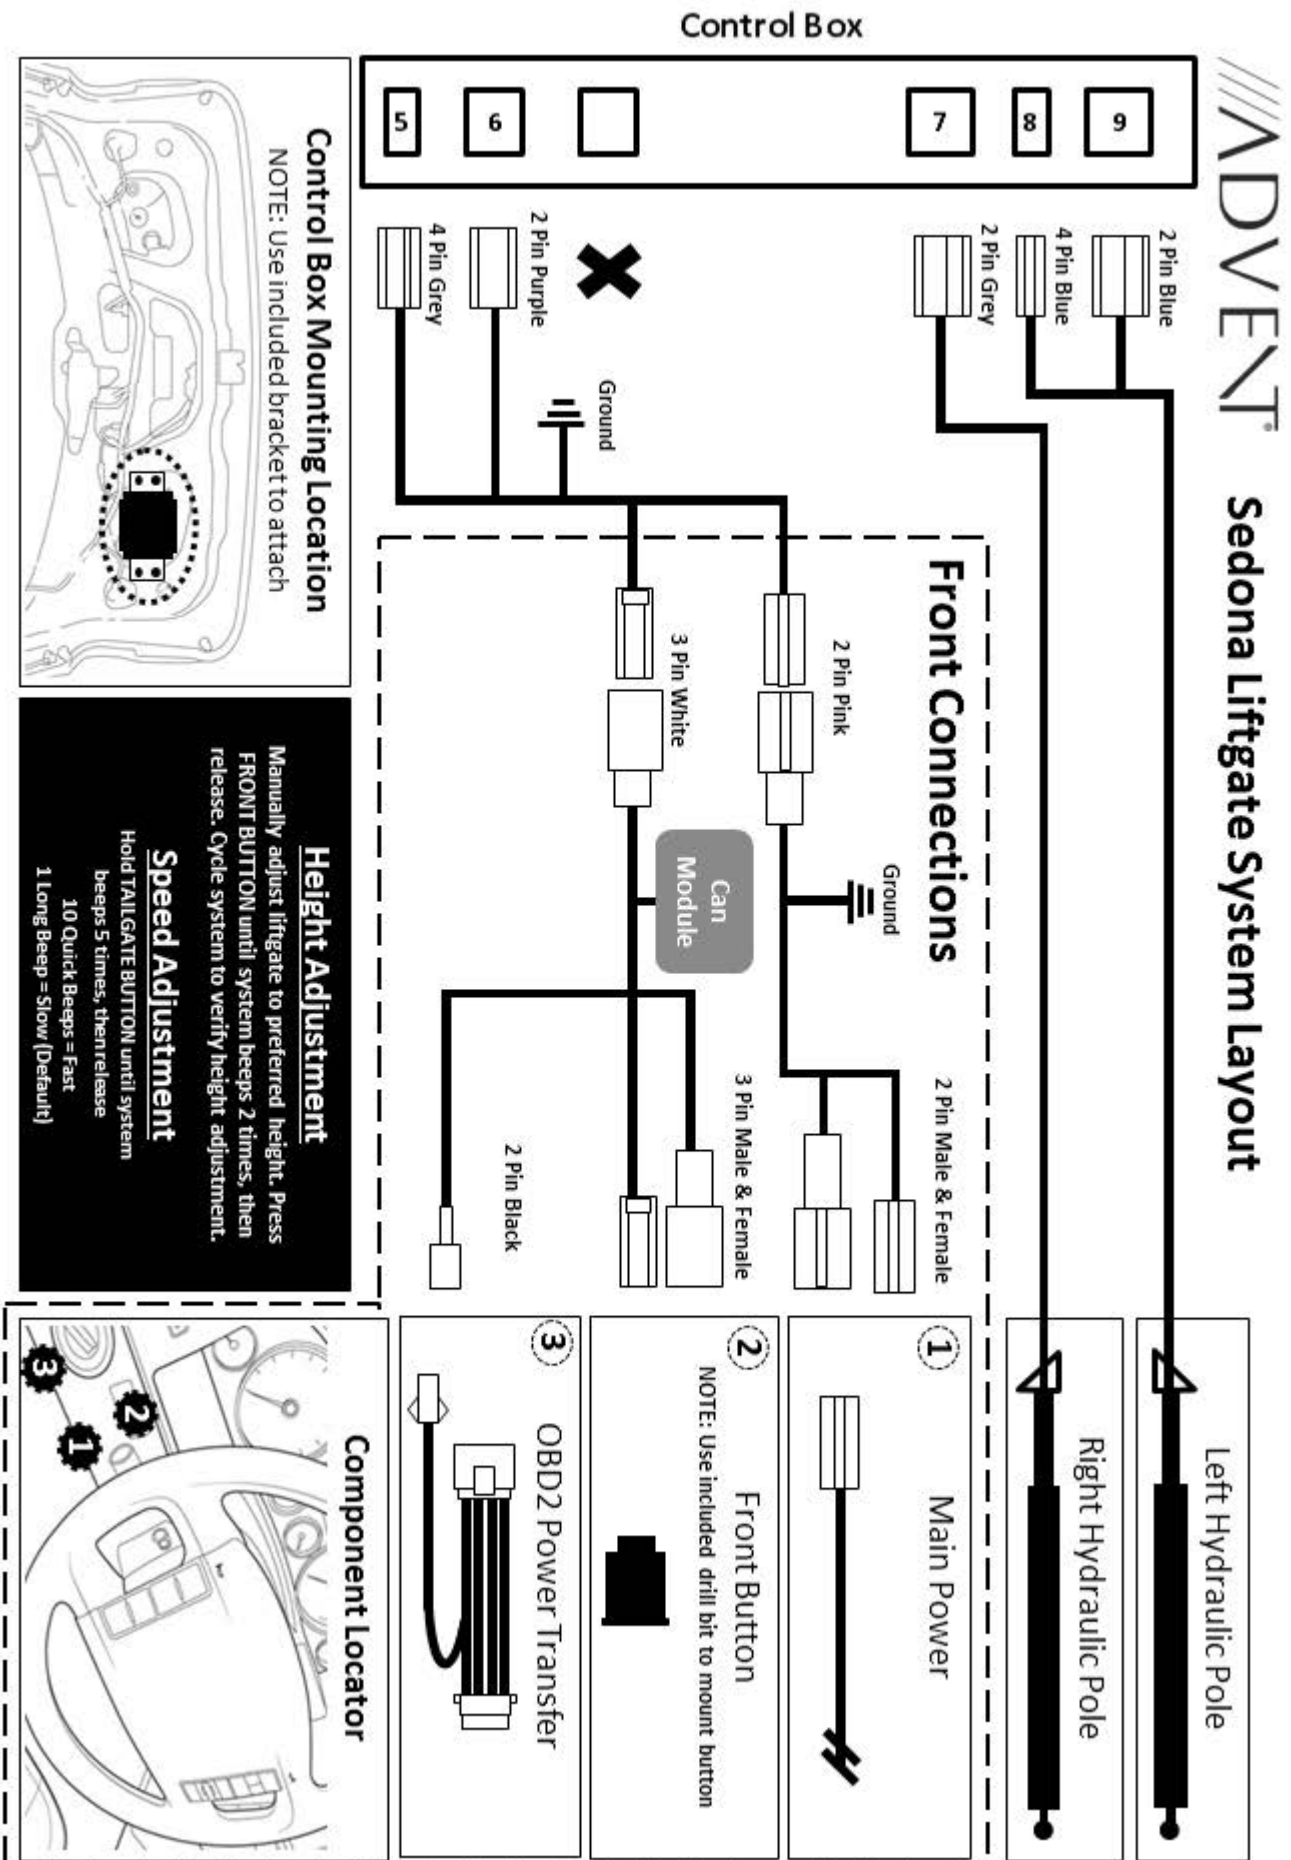 ADVENT®
Sedona Liftgate System Layout
Control Box
9
8
7
6
5
2 Pin Blue
4 Pin Blue
2 Pin Grey
2 Pin Purple
4 Pin Grey
Ground
Left Hydraulic Pole
Right Hydraulic Pole
Front Connections
2 Pin Pink
Ground
2 Pin Male & Female
3 Pin White
Can
Module
3 Pin Male & Female
2 Pin Black
1
Main Power
2
Front Button
NOTE: Use included drill bit to mount button
3
OBD2 Power Transfer
Control Box Mounting Location
NOTE: Use included bracket to attach
Height Adjustment
Manually adjust liftgate to preferred height. Press
FRONT BUTTON until system beeps 2 times, then
release. Cycle system to verify height adjustment.
Speed Adjustment
Hold TAILGATE BUTTON until system
beeps 5 times, then release
10 Quick Beeps = Fast
1 Long Beep = Slow (Default)
Component Locator
2
1
3